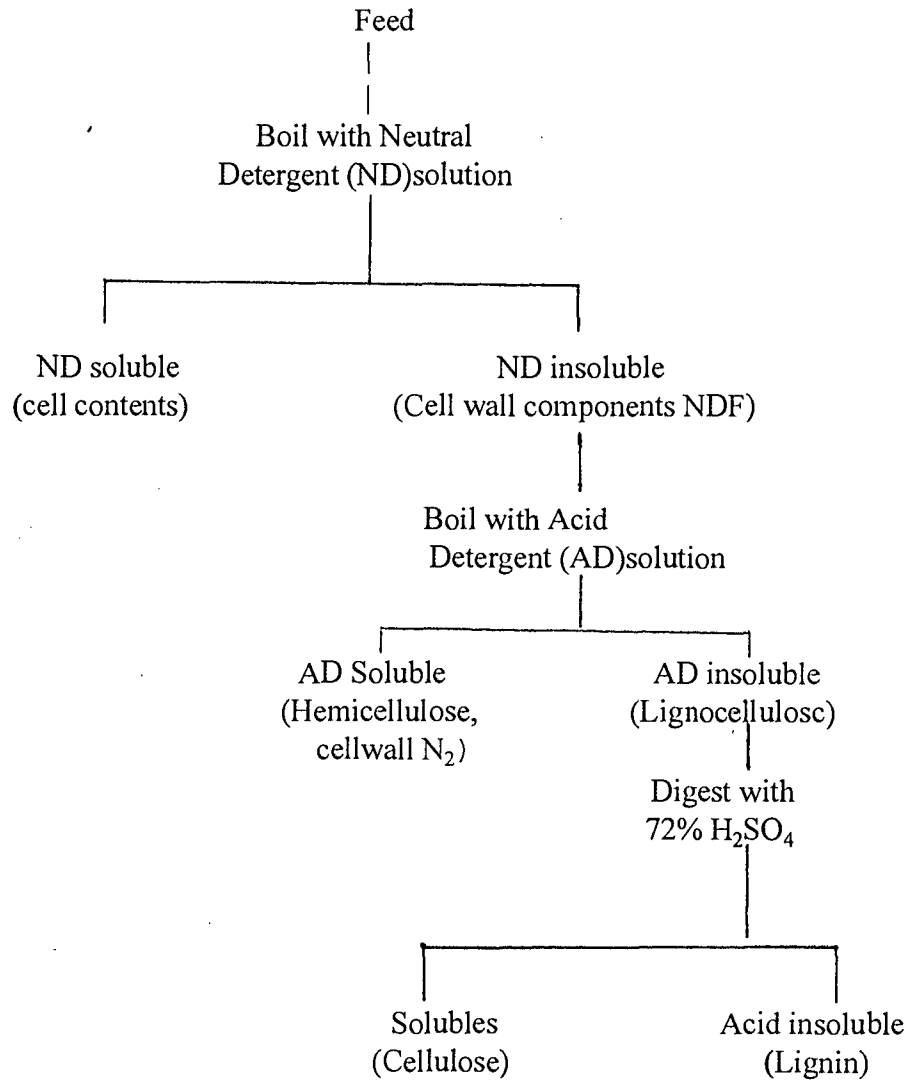 Feed
Boil with Neutral
Detergent (ND)solution
ND soluble
(cell contents)
ND insoluble
(Cell wall components NDF)
Boil with Acid
Detergent (AD)solution
AD Soluble
(Hemicellulose,
cellwall N₂)
AD insoluble
(Lignocellulosc)
Digest with
72% H₂SO₄
Solubles
(Cellulose)
Acid insoluble
(Lignin)